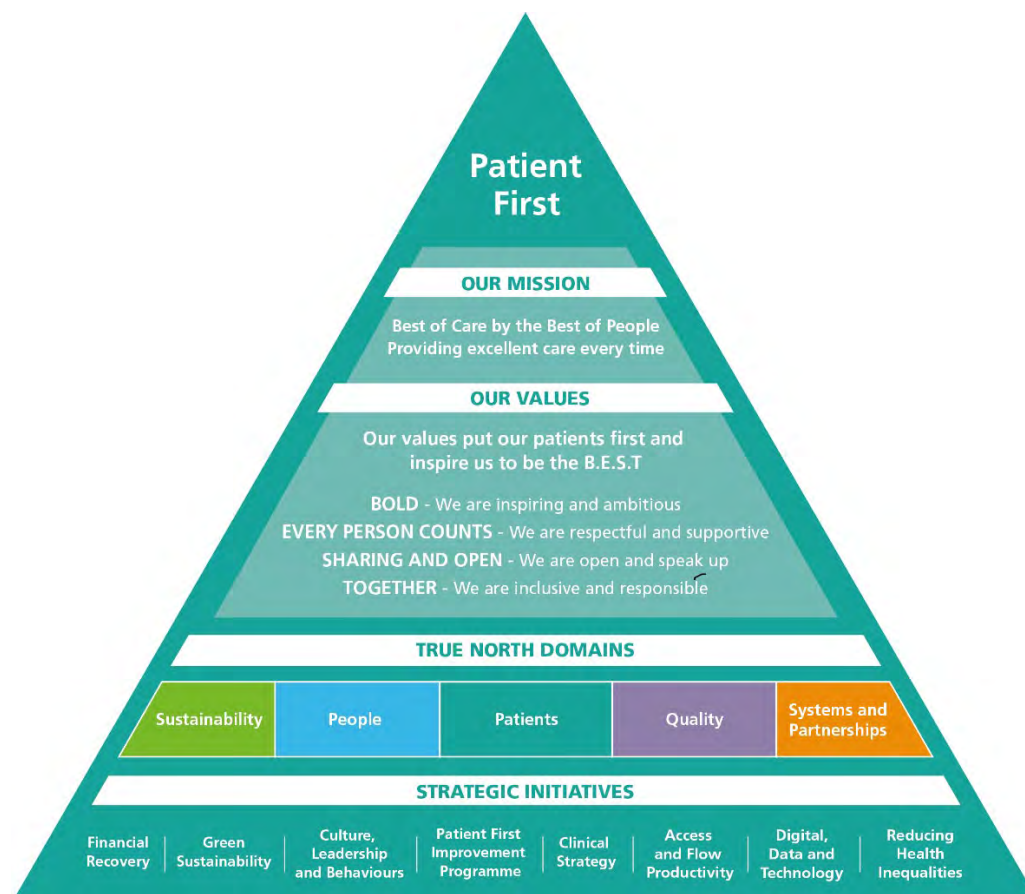 Patient
First
OUR MISSION
Best of Care by the Best of People
Providing excellent care every time
OUR VALUES
Our values put our patients first and
inspire us to be the B.E.S.T
BOLD - We are inspiring and ambitious
EVERY PERSON COUNTS - We are respectful and supportive
SHARING AND OPEN - We are open and speak up
TOGETHER - We are inclusive and responsible
TRUE NORTH DOMAINS
Sustainability
People
Patients
Quality
Systems and
Partnerships
STRATEGIC INITIATIVES
Financial
Recovery
Green
Sustainability
Culture,
Leadership
and Behaviours
Patient First
Improvement
Programme
Clinical
Strategy
Access
and Flow
Productivity
Digital,
Data and
Technology
Reducing
Health
Inequalities